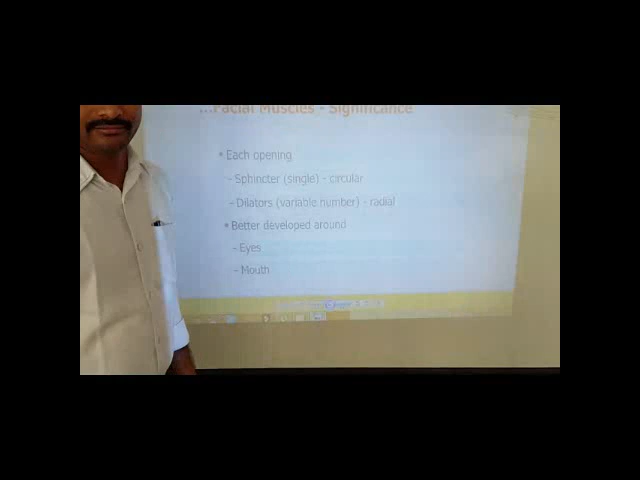 ...Facial Muscles - Significance
• Each opening
- Sphincter (single) - circular
- Dilators (variable number) - radial
• Better developed around
- Eyes
- Mouth